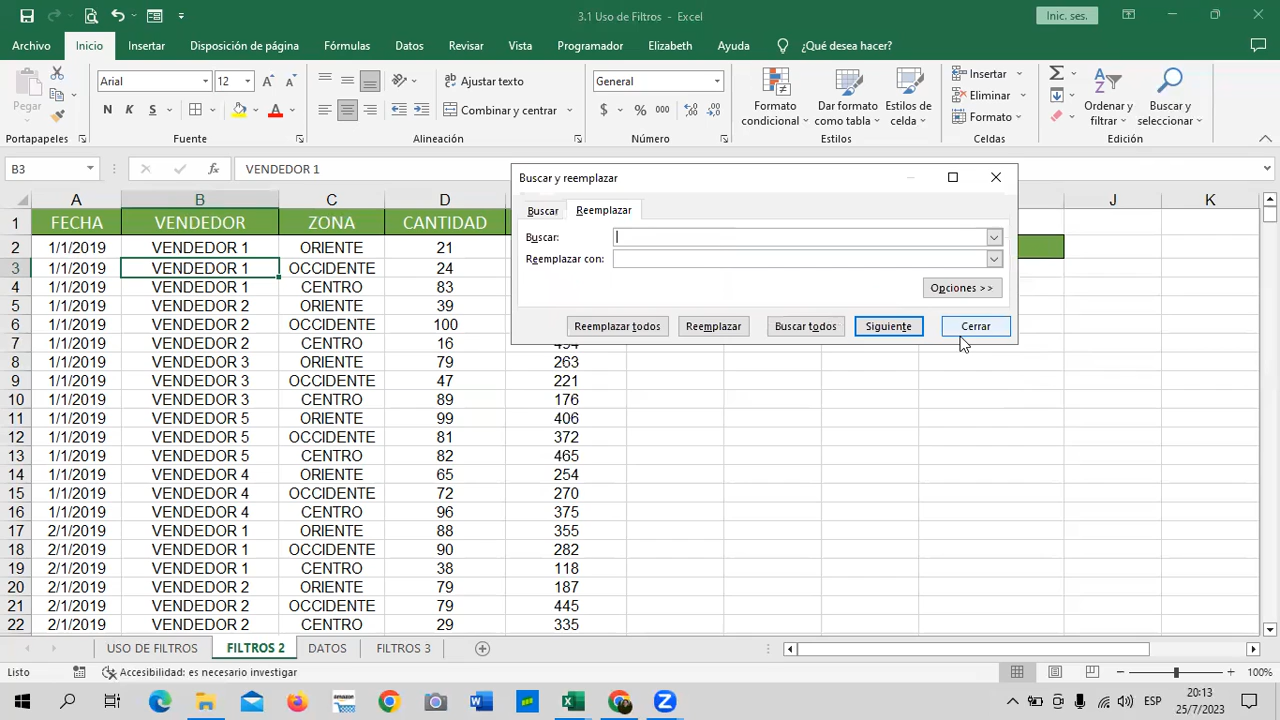 3.1 Uso de Filtros - Excel
Inic. ses.
Archivo Inicio Insertar Disposición de página Fórmulas Datos Revisar Vista Programador Elizabeth Ayuda ¿Qué desea hacer?
Pegar
Arial 12
N K S
Ajustar texto
Combinar y centrar
General
$ % 000
Formato condicional
Dar formato como tabla
Estilos de celda
Insertar
Eliminar
Formato
Ordenar y filtrar
Buscar y seleccionar
Portapapeles Fuente Alineación Número Estilos Celdas Edición
B3 fx VENDEDOR 1
Buscar y reemplazar
Buscar Reemplazar
Buscar:
Reemplazar con:
Opciones >>
Reemplazar todos Reemplazar Buscar todos Siguiente Cerrar
A B C D J K
1 FECHA VENDEDOR ZONA CANTIDAD
2 1/1/2019 VENDEDOR 1 ORIENTE 21
3 1/1/2019 VENDEDOR 1 OCCIDENTE 24
4 1/1/2019 VENDEDOR 1 CENTRO 83
5 1/1/2019 VENDEDOR 2 ORIENTE 39
6 1/1/2019 VENDEDOR 2 OCCIDENTE 100
7 1/1/2019 VENDEDOR 2 CENTRO 16 494
8 1/1/2019 VENDEDOR 3 ORIENTE 79 263
9 1/1/2019 VENDEDOR 3 OCCIDENTE 47 221
10 1/1/2019 VENDEDOR 3 CENTRO 89 176
11 1/1/2019 VENDEDOR 5 ORIENTE 99 406
12 1/1/2019 VENDEDOR 5 OCCIDENTE 81 372
13 1/1/2019 VENDEDOR 5 CENTRO 82 465
14 1/1/2019 VENDEDOR 4 ORIENTE 65 254
15 1/1/2019 VENDEDOR 4 OCCIDENTE 72 270
16 1/1/2019 VENDEDOR 4 CENTRO 96 375
17 2/1/2019 VENDEDOR 1 ORIENTE 88 355
18 2/1/2019 VENDEDOR 1 OCCIDENTE 90 282
19 2/1/2019 VENDEDOR 1 CENTRO 38 118
20 2/1/2019 VENDEDOR 2 ORIENTE 79 187
21 2/1/2019 VENDEDOR 2 OCCIDENTE 79 445
22 2/1/2019 VENDEDOR 2 CENTRO 29 335
USO DE FILTROS FILTROS 2 DATOS FILTROS 3
Listo Accesibilidad: es necesario investigar 100%
ESP 20:13
25/7/2023